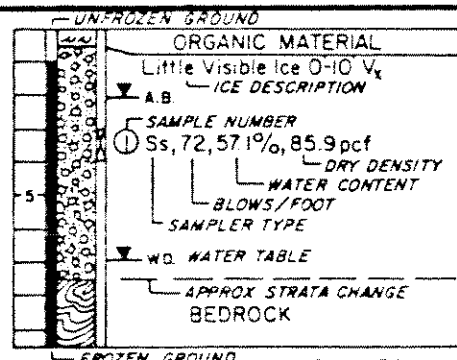 UNFROZEN GROUND
ORGANIC MATERIAL
Little Visible Ice 0-10' Vx
ICE DESCRIPTION
A.B.
SAMPLE NUMBER
1 Ss, 72, 57.1%, 85.9 pcf
DRY DENSITY
WATER CONTENT
5
BLOWS/FOOT
SAMPLER TYPE
W.D. WATER TABLE
APPROX STRATA CHANGE
BEDROCK
FROZEN GROUND